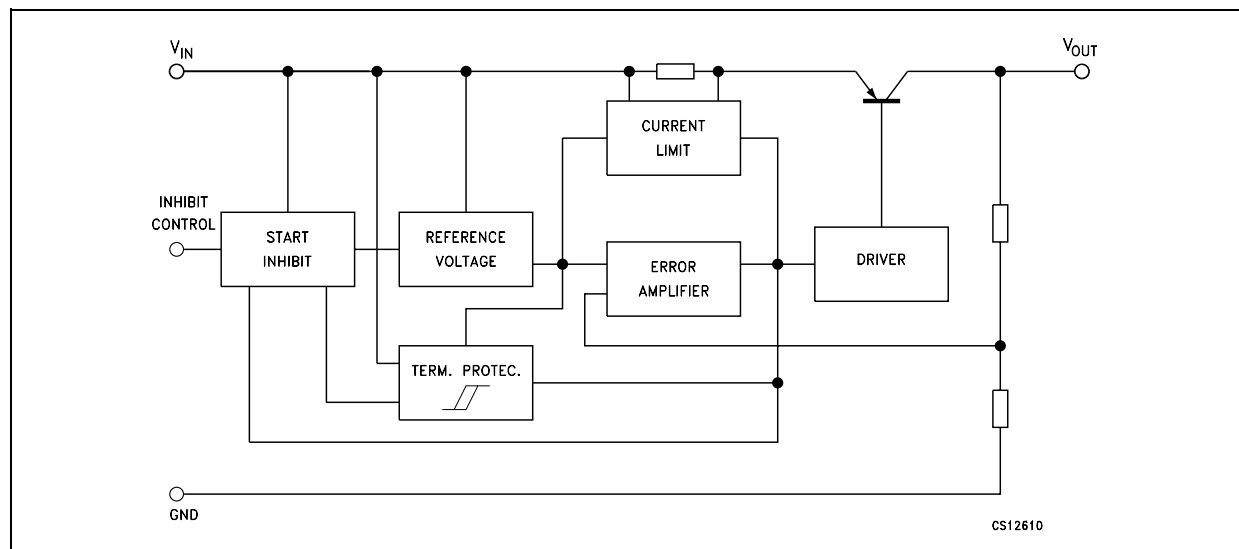 VIN
VOUT
CURRENT
LIMIT
INHIBIT
CONTROL
START
INHIBIT
REFERENCE
VOLTAGE
ERROR
AMPLIFIER
DRIVER
TERM. PROTEC.
GND
CS12610